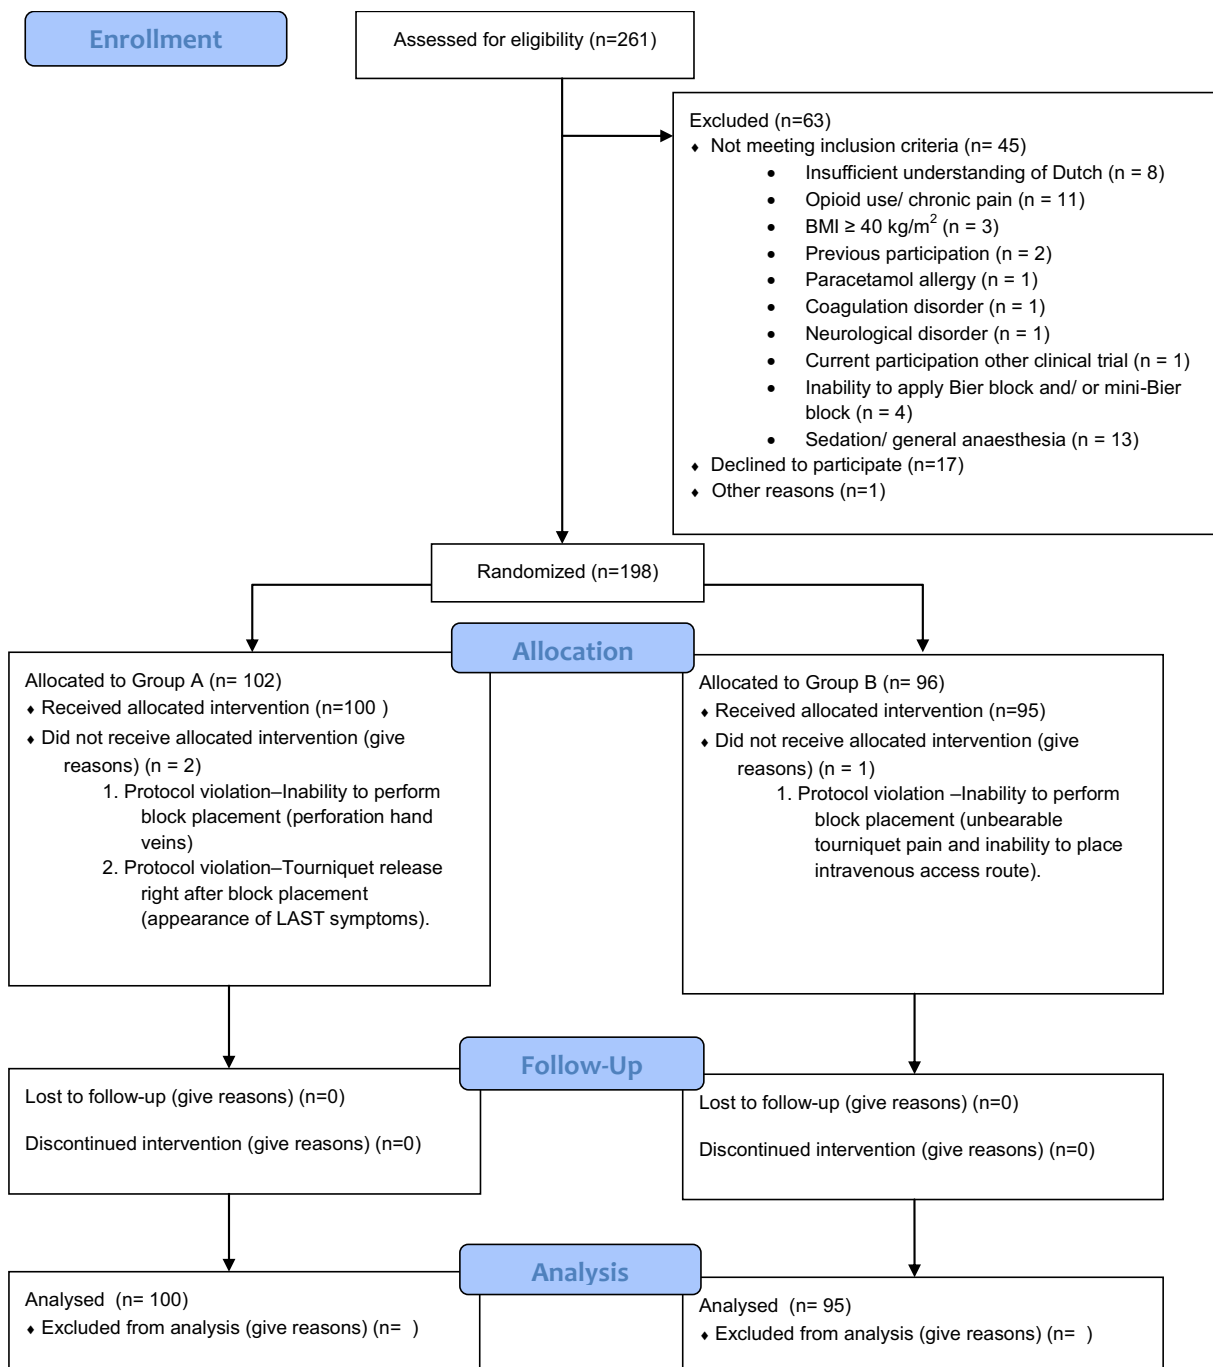 Enrollment
Assessed for eligibility (n=261)
Excluded (n=63)
♦ Not meeting inclusion criteria (n= 45)
• Insufficient understanding of Dutch (n = 8)
• Opioid use/ chronic pain (n = 11)
• BMI ≥ 40 kg/m² (n = 3)
• Previous participation (n = 2)
• Paracetamol allergy (n = 1)
• Coagulation disorder (n = 1)
• Neurological disorder (n = 1)
• Current participation other clinical trial (n = 1)
• Inability to apply Bier block and/ or mini-Bier
block (n = 4)
• Sedation/ general anaesthesia (n = 13)
♦ Declined to participate (n=17)
♦ Other reasons (n=1)
Randomized (n=198)
Allocation
Allocated to Group A (n= 102)
♦ Received allocated intervention (n=100 )
♦ Did not receive allocated intervention (give
reasons) (n = 2)
1. Protocol violation–Inability to perform
block placement (perforation hand
veins)
2. Protocol violation–Tourniquet release
right after block placement
(appearance of LAST symptoms).
Allocated to Group B (n= 96)
♦ Received allocated intervention (n=95)
♦ Did not receive allocated intervention (give
reasons) (n = 1)
1. Protocol violation –Inability to perform
block placement (unbearable
tourniquet pain and inability to place
intravenous access route).
Follow-Up
Lost to follow-up (give reasons) (n=0)
Discontinued intervention (give reasons) (n=0)
Lost to follow-up (give reasons) (n=0)
Discontinued intervention (give reasons) (n=0)
Analysis
Analysed  (n= 100)
♦ Excluded from analysis (give reasons) (n=  )
Analysed  (n= 95)
♦ Excluded from analysis (give reasons) (n=  )